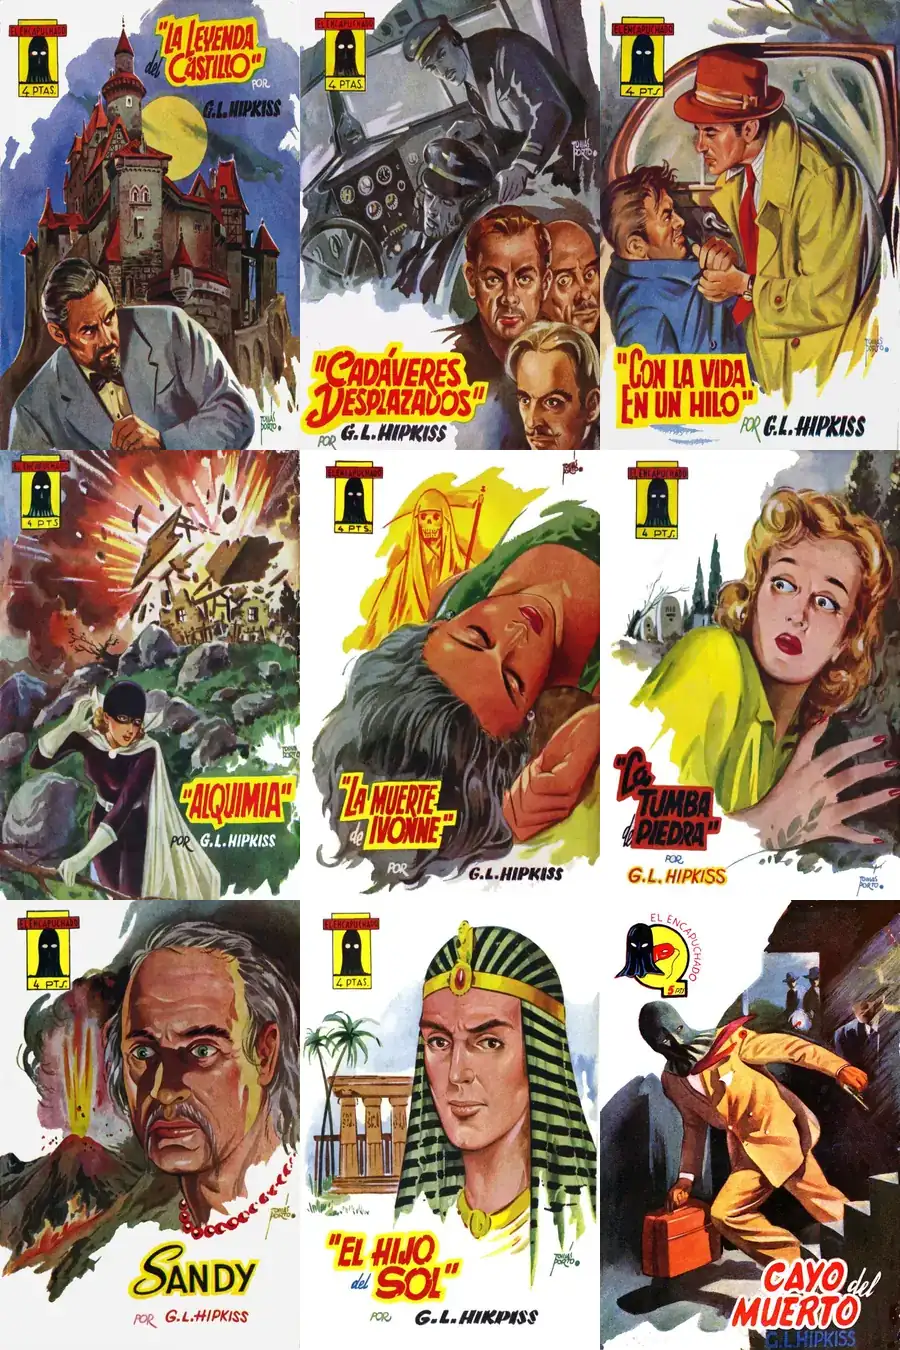 EL ENCAPUCHADO
4 PTAS.
"LA LEYENDA
del CASTILLO"
POR
G.L. HIPKISS
TOMÁS
PORTO.
EL ENCAPUCHADO
4 PTAS.
TOMÁS
PORTO.
"CADÁVERES
DESPLAZADOS"
POR G.L. HIPKISS
EL ENCAPUCHADO
4 PTS
TOMÁS
PORTO.
"CON LA VIDA
EN UN HILO"
POR G.L. HIPKISS
EL ENCAPUCHADO
4 PTS.
TOMÁS
PORTO.
"ALQUIMIA"
POR G.L. HIPKISS
EL ENCAPUCHADO
4 PTS.
"LA MUERTE
de IVONNE"
POR G.L. HIPKISS
EL ENCAPUCHADO
4 PTS.
"La
TUMBA
de PIEDRA"
POR
G.L. HIPKISS
TOMÁS
PORTO.
EL ENCAPUCHADO
4 PTS.
TOMÁS
PORTO.
SANDY
POR G.L. HIPKISS
EL ENCAPUCHADO
4 PTAS.
"EL HIJO
del SOL"
TOMÁS
PORTO.
POR G.L. HIKPISS
EL ENCAPUCHADO
5 PTS
CAYO del
MUERTO
G.L. HIPKISS